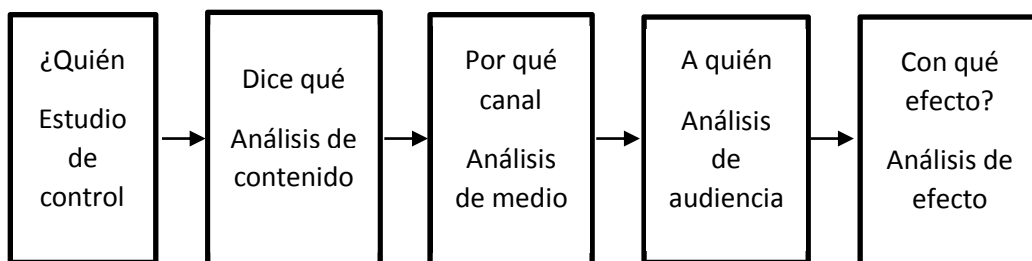 ¿Quién
Estudio
de
control
Dice qué
Análisis de
contenido
Por qué
canal
Análisis
de medio
A quién
Análisis
de
audiencia
Con qué
efecto?
Análisis de
efecto